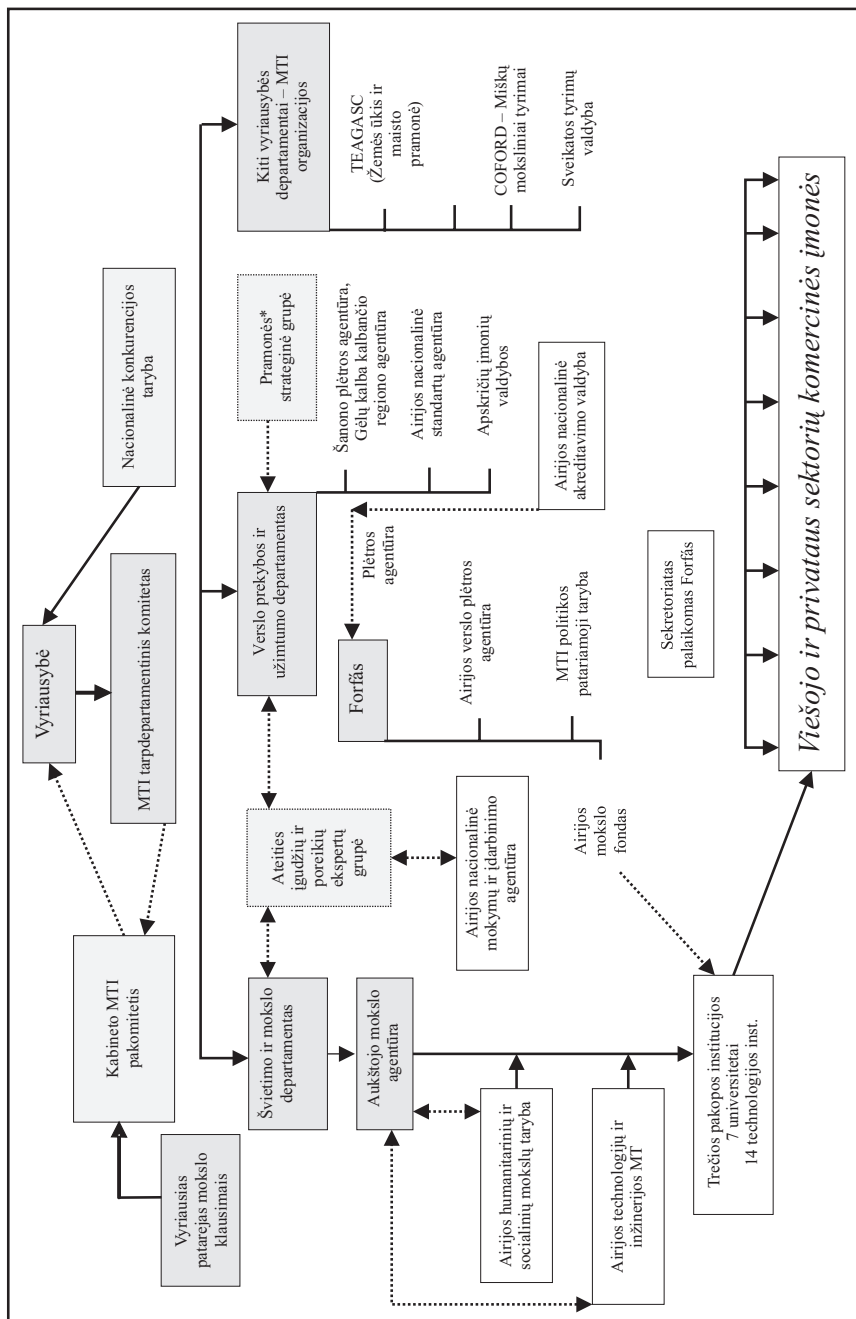 Nacionalinė konkurencijos
taryba
Vyriausybė
MTI tarpdepartamentinis komitetas
Kabineto MTI
pakomitetis
Vyriausias
patarėjas mokslo
klausimais
Kiti vyriausybės
departamentai – MTI
organizacijos
TEAGASC
(Žemės ūkis ir
maisto
pramonė)
COFORD – Miškų
moksliniai tyrimai
Sveikatos tyrimų
valdyba
Pramonės*
strateginė grupė
Verslo prekybos ir
užimtumo departamentas
Šanono plėtros agentūra,
Gėlų kalba kalbančio
regiono agentūra
Airijos nacionalinė
standartų agentūra
Apskričių įmonių
valdybos
Airijos nacionalinė
akreditavimo valdyba
Plėtros
agentūra
Forfás
Airijos verslo plėtros
agentūra
MTI politikos
patariamoji taryba
Airijos
mokslo
fondas
Ateities
įgudžių ir
poreikių
ekspertų
grupė
Airijos nacionalinė
mokymų ir įdarbinimo
agentūra
Švietimo ir mokslo
departamentas
Aukštojo mokslo
agentūra
Airijos humanitarinių ir
socialinių mokslų taryba
Airijos technologijų ir
inžinerijos MT
Trečios pakopos institucijos
7 universitetai
14 technologijos inst.
Sekretoriatas
palaikomas Forfás
Viešojo ir privataus sektorių komercinės įmonės